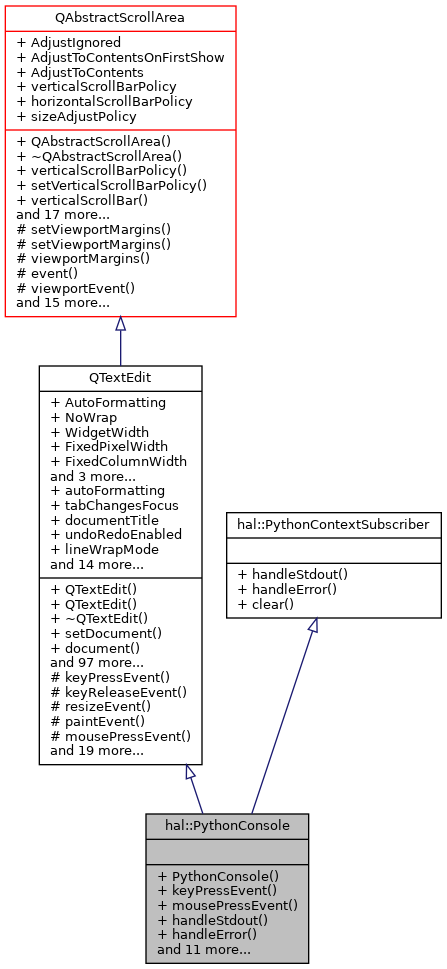 QAbstractScrollArea
+ AdjustIgnored
+ AdjustToContentsOnFirstShow
+ AdjustToContents
+ verticalScrollBarPolicy
+ horizontalScrollBarPolicy
+ sizeAdjustPolicy
+ QAbstractScrollArea()
+ ~QAbstractScrollArea()
+ verticalScrollBarPolicy()
+ setVerticalScrollBarPolicy()
+ verticalScrollBar()
and 17 more...
# setViewportMargins()
# setViewportMargins()
# viewportMargins()
# event()
# viewportEvent()
and 15 more...
QTextEdit
+ AutoFormatting
+ NoWrap
+ WidgetWidth
+ FixedPixelWidth
+ FixedColumnWidth
and 3 more...
+ autoFormatting
+ tabChangesFocus
+ documentTitle
+ undoRedoEnabled
+ lineWrapMode
and 14 more...
+ QTextEdit()
+ QTextEdit()
+ ~QTextEdit()
+ setDocument()
+ document()
and 97 more...
# keyPressEvent()
# keyReleaseEvent()
# resizeEvent()
# paintEvent()
# mousePressEvent()
and 19 more...
hal::PythonContextSubscriber
+ handleStdout()
+ handleError()
+ clear()
hal::PythonConsole
+ PythonConsole()
+ keyPressEvent()
+ mousePressEvent()
+ handleStdout()
+ handleError()
and 11 more...